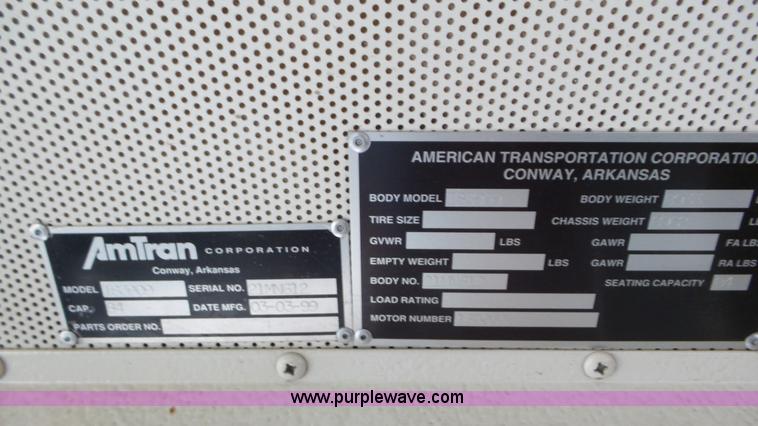 AMERICAN TRANSPORTATION CORPORATION
CONWAY, ARKANSAS
BODY MODEL
BODY WEIGHT
TIRE SIZE
CHASSIS WEIGHT
GVWR LBS
GAWR FA LBS
EMPTY WEIGHT LBS
GAWR RA LBS
BODY NO.
SEATING CAPACITY
LOAD RATING
MOTOR NUMBER
AmTran CORPORATION
Conway, Arkansas
MODEL SERIAL NO. 21MN612
CAP. 34 DATE MFG. 03-03-99
PARTS ORDER NO.
www.purplewave.com